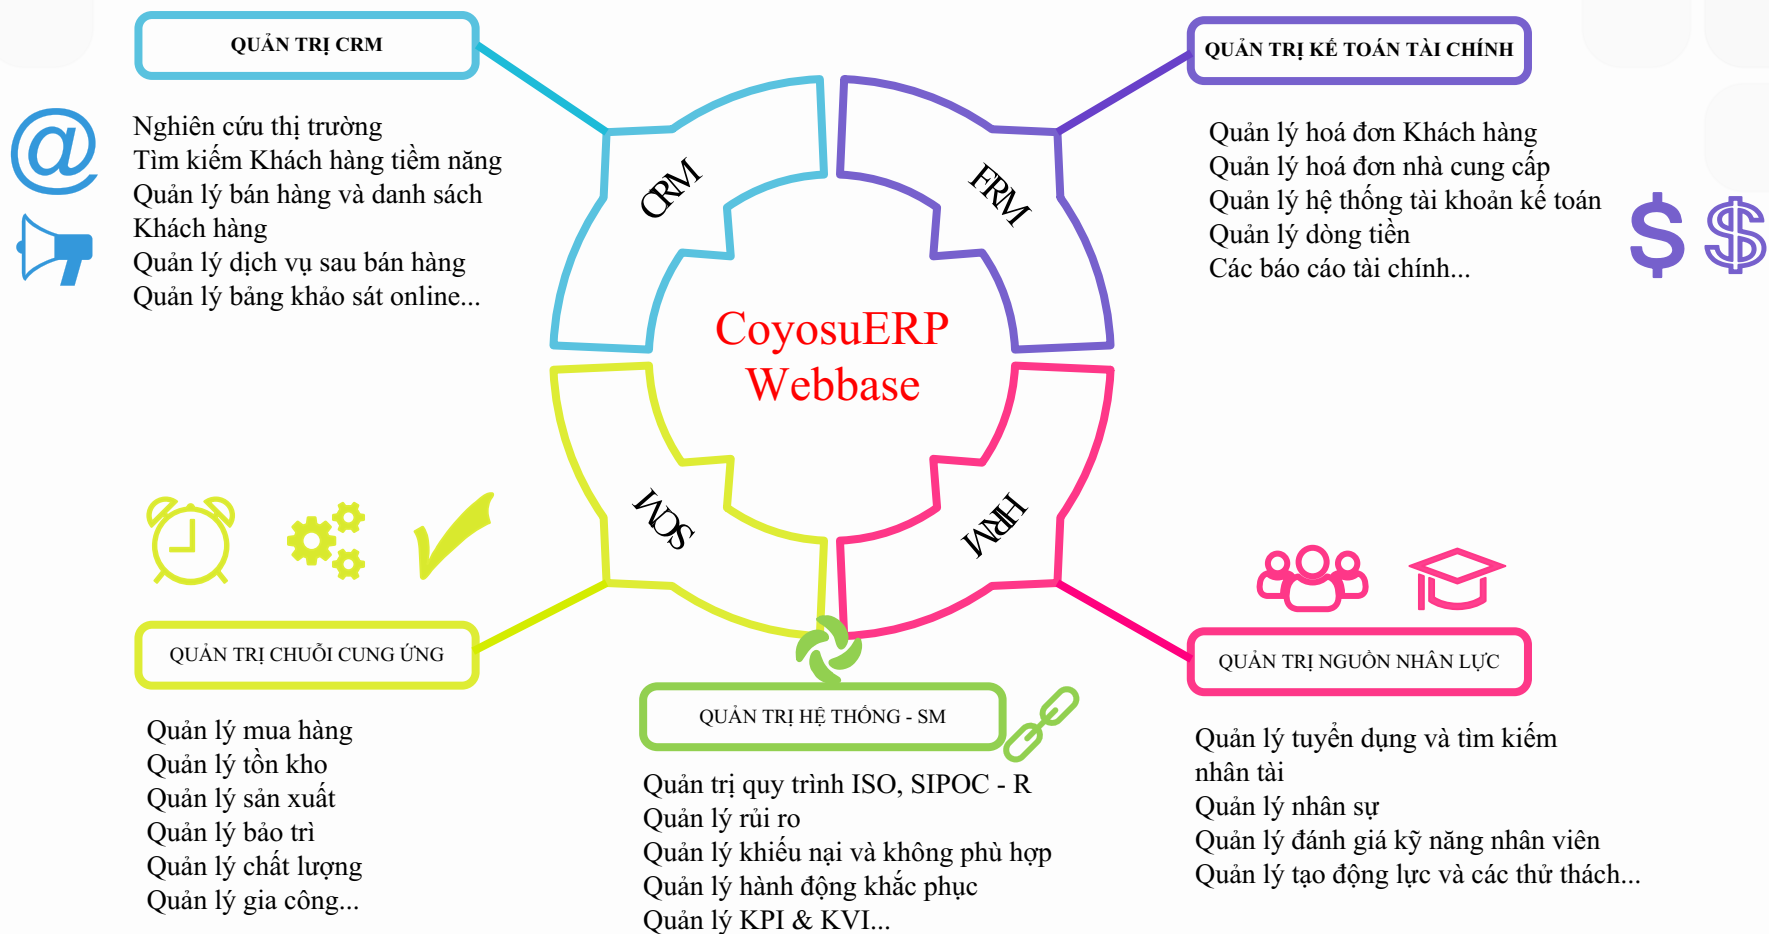 QUẢN TRỊ CRM
Nghiên cứu thị trường
Tìm kiếm Khách hàng tiềm năng
Quản lý bán hàng và danh sách
Khách hàng
Quản lý dịch vụ sau bán hàng
Quản lý bảng khảo sát online...
QUẢN TRỊ KẾ TOÁN TÀI CHÍNH
Quản lý hoá đơn Khách hàng
Quản lý hoá đơn nhà cung cấp
Quản lý hệ thống tài khoản kế toán
Quản lý dòng tiền
Các báo cáo tài chính...
CRM
FRM
CoyosuERP
Webbase
SCM
HRM
QUẢN TRỊ CHUỖI CUNG ỨNG
Quản lý mua hàng
Quản lý tồn kho
Quản lý sản xuất
Quản lý bảo trì
Quản lý chất lượng
Quản lý gia công...
QUẢN TRỊ HỆ THỐNG - SM
Quản trị quy trình ISO, SIPOC - R
Quản lý rủi ro
Quản lý khiếu nại và không phù hợp
Quản lý hành động khắc phục
Quản lý KPI & KVI...
QUẢN TRỊ NGUỒN NHÂN LỰC
Quản lý tuyển dụng và tìm kiếm
nhân tài
Quản lý nhân sự
Quản lý đánh giá kỹ năng nhân viên
Quản lý tạo động lực và các thử thách...